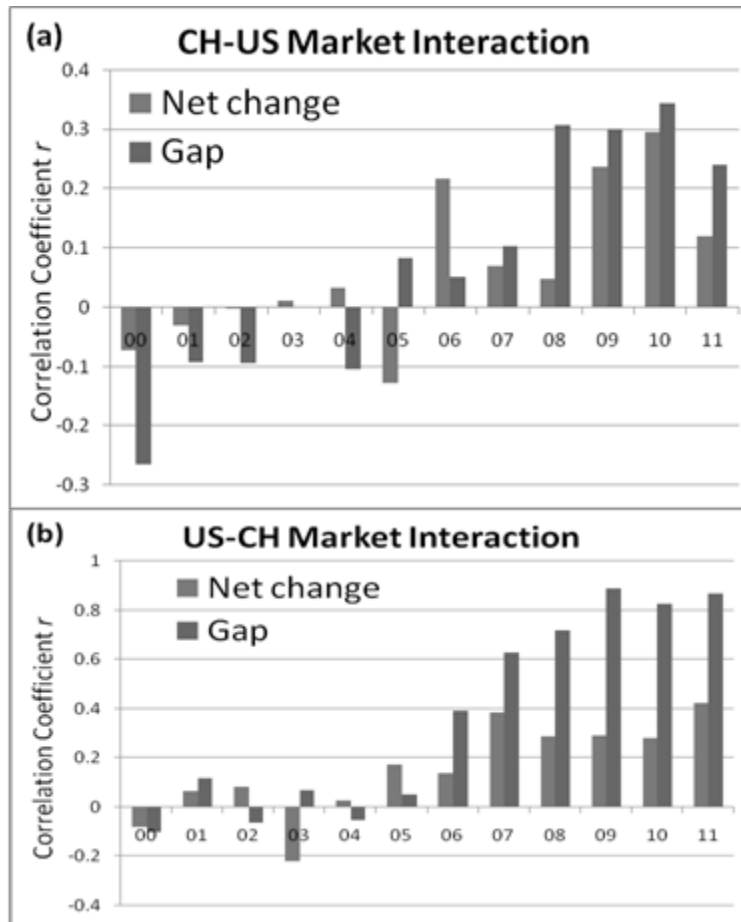 (a)
CH-US Market Interaction
Correlation Coefficient r
0.4
0.3
0.2
0.1
0
-0.1
-0.2
-0.3
Net change
Gap
00 01 02 03 04 05 06 07 08 09 10 11
(b)
US-CH Market Interaction
Correlation Coefficient r
1
0.8
0.6
0.4
0.2
0
-0.2
-0.4
Net change
Gap
00 01 02 03 04 05 06 07 08 09 10 11